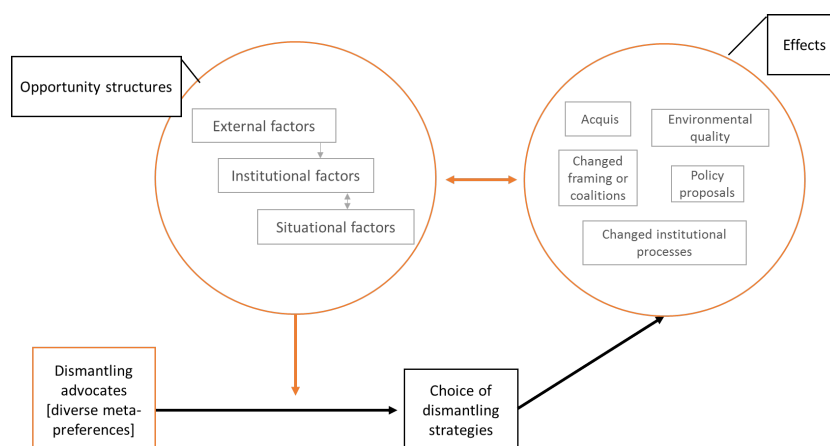 Opportunity structures
External factors
Institutional factors
Situational factors
Effects
Acquis
Environmental
quality
Changed
framing or
coalitions
Policy
proposals
Changed institutional
processes
Dismantling
advocates
[diverse meta-
preferences]
Choice of
dismantling
strategies